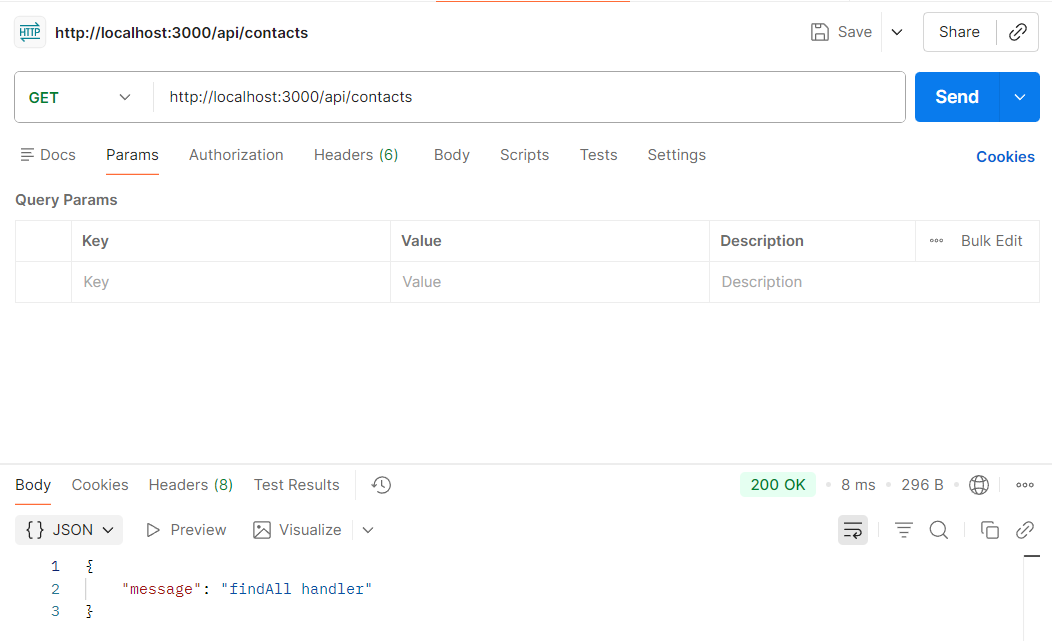 HTTP http://localhost:3000/api/contacts Save Share
GET http://localhost:3000/api/contacts Send
Docs Params Authorization Headers (6) Body Scripts Tests Settings Cookies
Query Params
Key Value Description Bulk Edit
Key Value Description
Body Cookies Headers (8) Test Results 200 OK • 8 ms • 296 B •
{} JSON Preview Visualize
1 {
2 "message": "findAll handler"
3 }